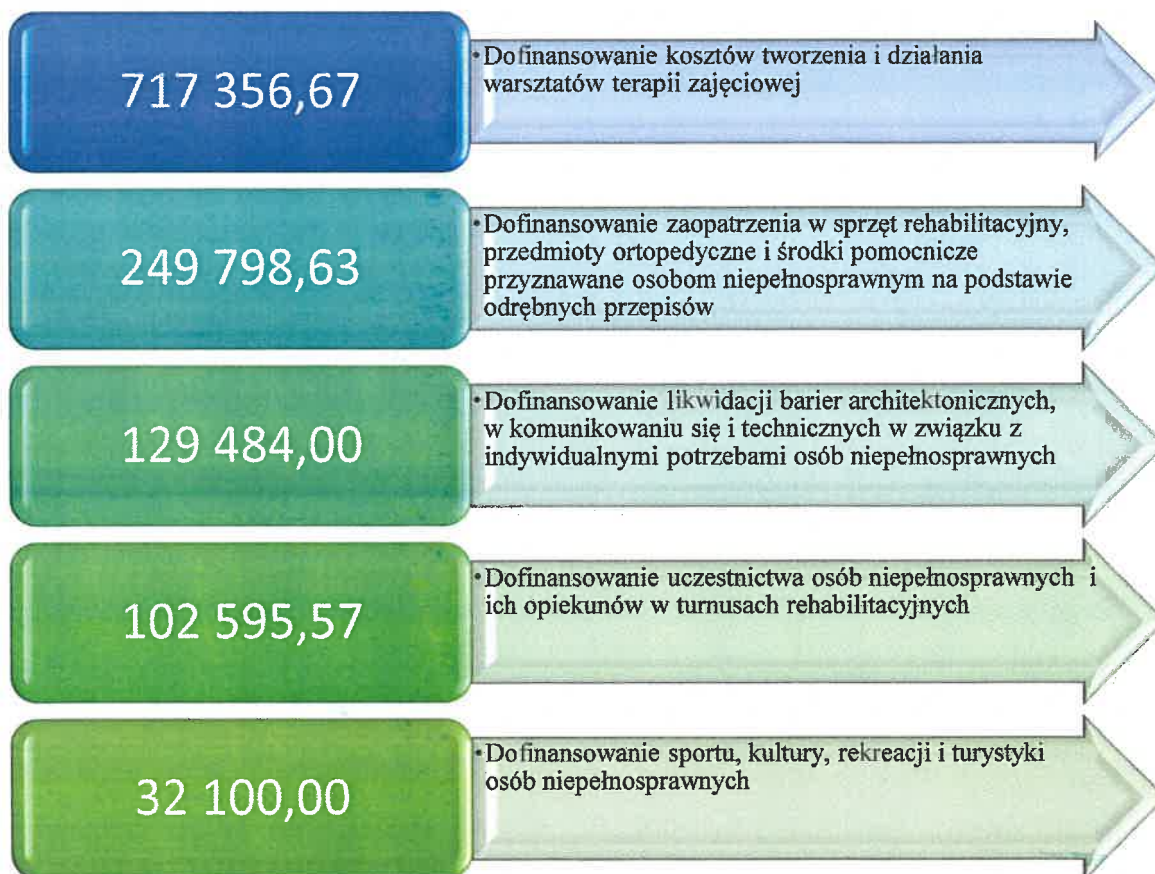 717 356,67
•Dofinansowanie kosztów tworzenia i działania
warsztatów terapii zajęciowej
249 798,63
•Dofinansowanie zaopatrzenia w sprzęt rehabilitacyjny,
przedmioty ortopedyczne i środki pomocnicze
przyznawane osobom niepełnosprawnym na podstawie
odrębnych przepisów
129 484,00
•Dofinansowanie likwidacji barier architektonicznych,
w komunikowaniu się i technicznych w związku z
indywidualnymi potrzebami osób niepełnosprawnych
102 595,57
•Dofinansowanie uczestnictwa osób niepełnosprawnych i
ich opiekunów w turnusach rehabilitacyjnych
32 100,00
•Dofinansowanie sportu, kultury, rekreacji i turystyki
osób niepełnosprawnych